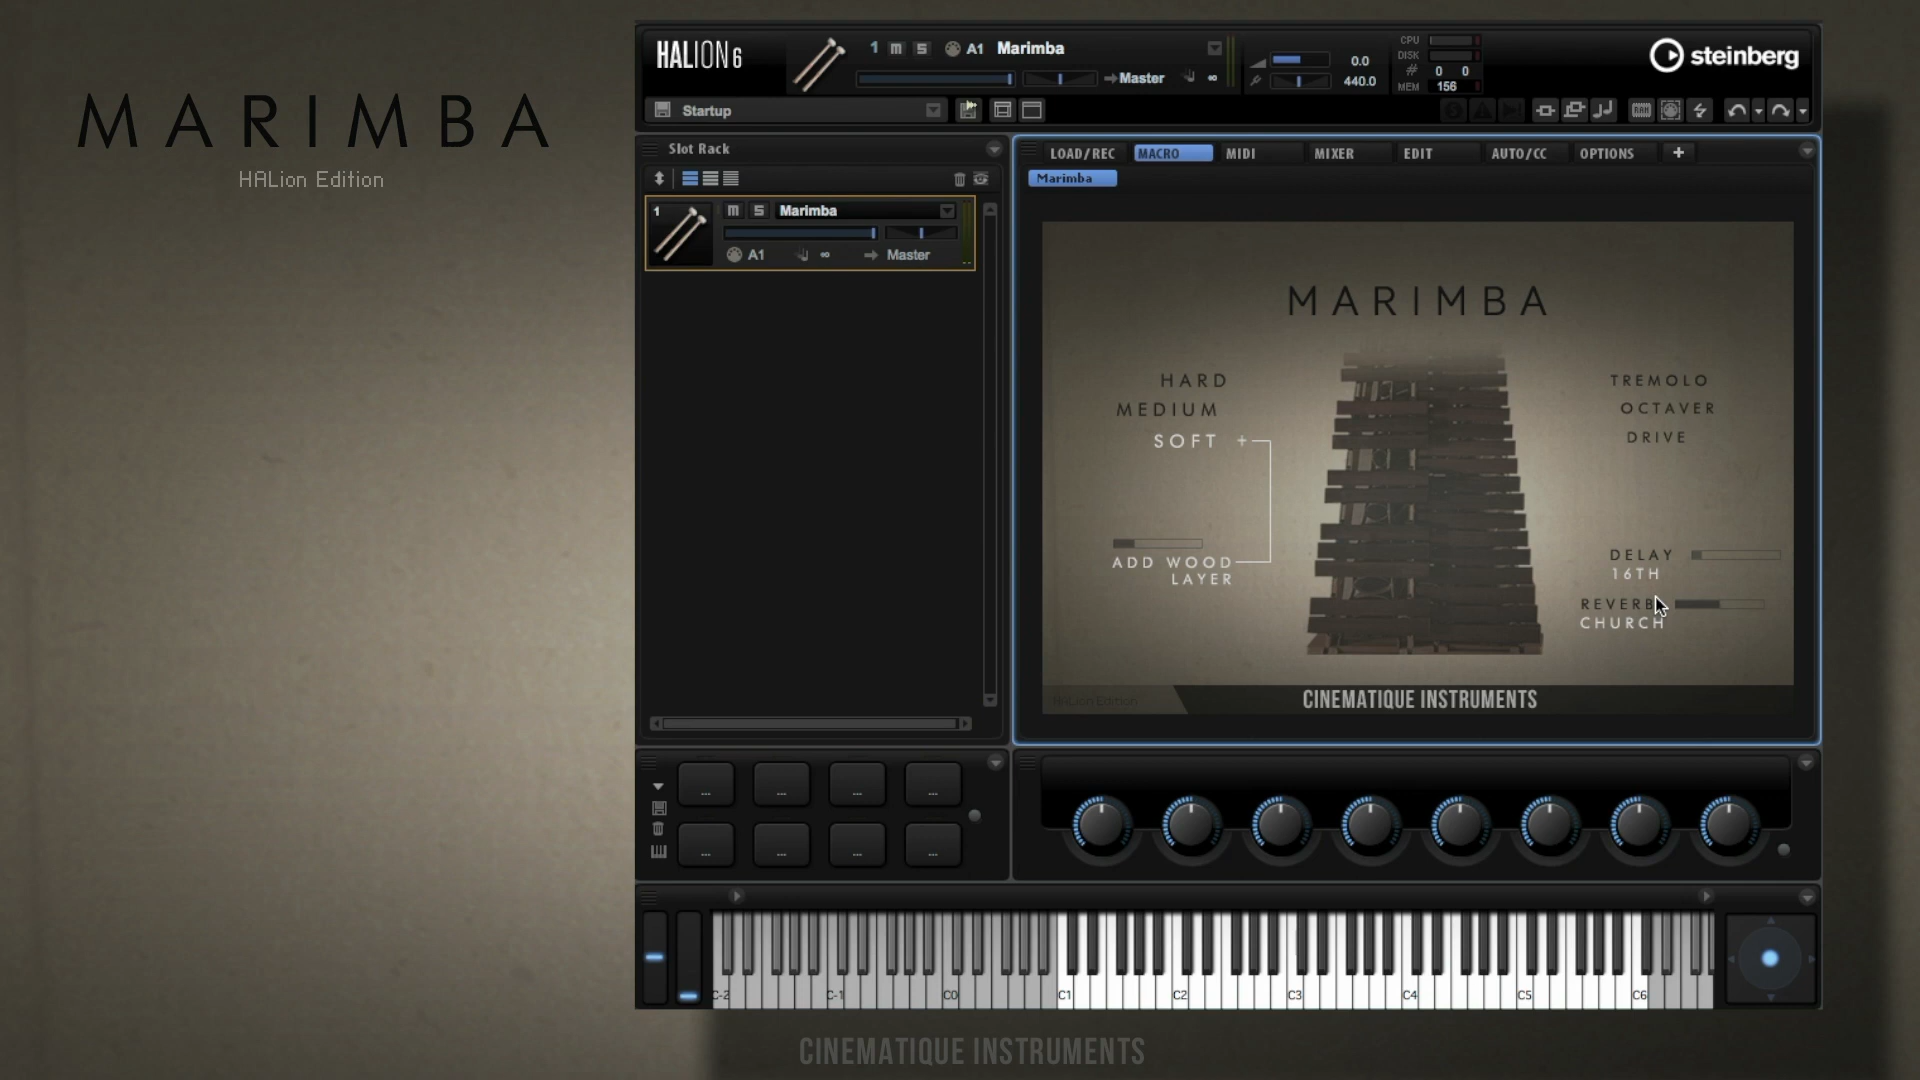 MARIMBA
HALion Edition
HALION 6
1 m S A1 Marimba
Master ∞
0.0
440.0
CPU
DISK
# 0 0
MEM 156
steinberg
Startup
RAM
Slot Rack
1 m S Marimba
A1 ∞ Master
LOAD/REC MACRO MIDI MIXER EDIT AUTO/CC OPTIONS +
Marimba
MARIMBA
HARD
MEDIUM
SOFT +
ADD WOOD
LAYER
TREMOLO
OCTAVER
DRIVE
DELAY
16TH
REVERB
CHURCH
HALion Edition
CINEMATIQUE INSTRUMENTS
... ... ... ...
... ... ... ...
C-2 C-1 C0 C1 C2 C3 C4 C5 C6
CINEMATIQUE INSTRUMENTS